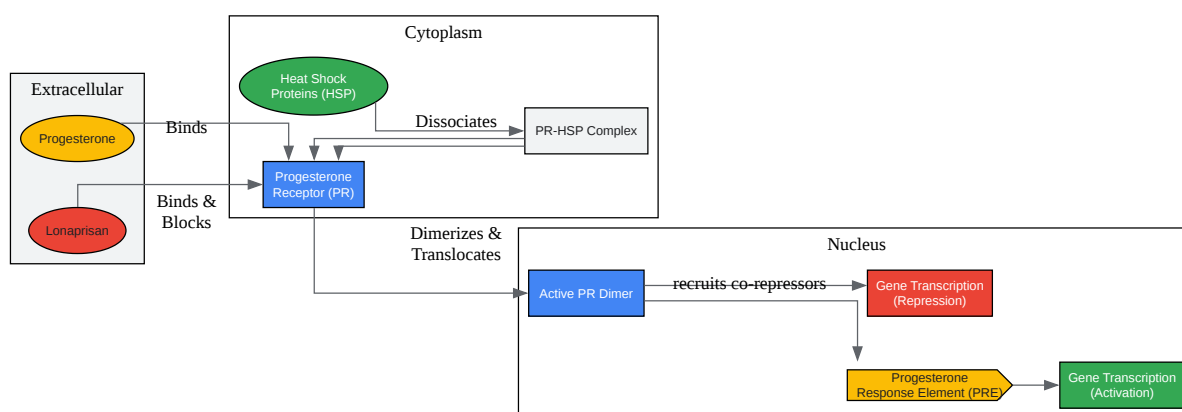 Cytoplasm
Extracellular
Heat Shock
Proteins (HSP)
Progesterone
Binds
Dissociates
PR-HSP Complex
Progesterone
Receptor (PR)
Binds &
Blocks
Lonaprisan
Dimerizes &
Translocates
Nucleus
Active PR Dimer
recruits co-repressors
Gene Transcription
(Repression)
Progesterone
Response Element (PRE)
Gene Transcription
(Activation)